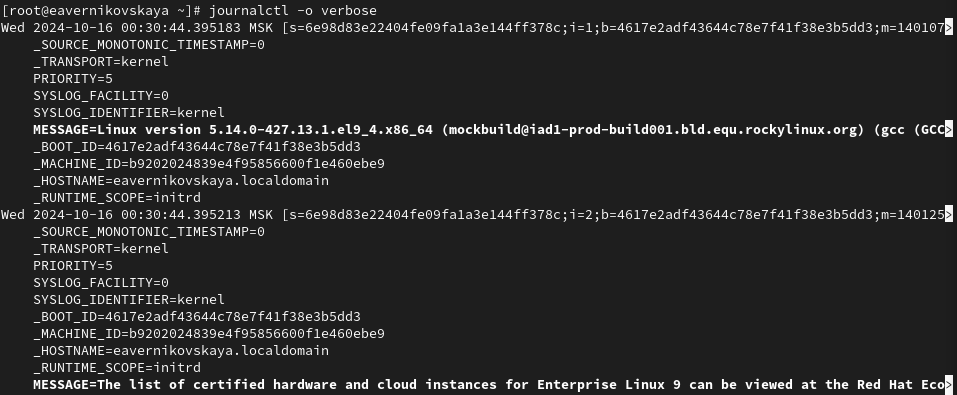 [root@eavernikovskaya ~]# journalctl -o verbose
Wed 2024-10-16 00:30:44.395183 MSK [s=6e98d83e22404fe09fa1a3e144ff378c;i=1;b=4617e2adf43644c78e7f41f38e3b5dd3;m=140107>
    _SOURCE_MONOTONIC_TIMESTAMP=0
    _TRANSPORT=kernel
    PRIORITY=5
    SYSLOG_FACILITY=0
    SYSLOG_IDENTIFIER=kernel
    MESSAGE=Linux version 5.14.0-427.13.1.el9_4.x86_64 (mockbuild@iad1-prod-build001.bld.equ.rockylinux.org) (gcc (GCC>
    _BOOT_ID=4617e2adf43644c78e7f41f38e3b5dd3
    _MACHINE_ID=b9202024839e4f95856600f1e460ebe9
    _HOSTNAME=eavernikovskaya.localdomain
    _RUNTIME_SCOPE=initrd
Wed 2024-10-16 00:30:44.395213 MSK [s=6e98d83e22404fe09fa1a3e144ff378c;i=2;b=4617e2adf43644c78e7f41f38e3b5dd3;m=140125>
    _SOURCE_MONOTONIC_TIMESTAMP=0
    _TRANSPORT=kernel
    PRIORITY=5
    SYSLOG_FACILITY=0
    SYSLOG_IDENTIFIER=kernel
    _BOOT_ID=4617e2adf43644c78e7f41f38e3b5dd3
    _MACHINE_ID=b9202024839e4f95856600f1e460ebe9
    _HOSTNAME=eavernikovskaya.localdomain
    _RUNTIME_SCOPE=initrd
    MESSAGE=The list of certified hardware and cloud instances for Enterprise Linux 9 can be viewed at the Red Hat Eco>